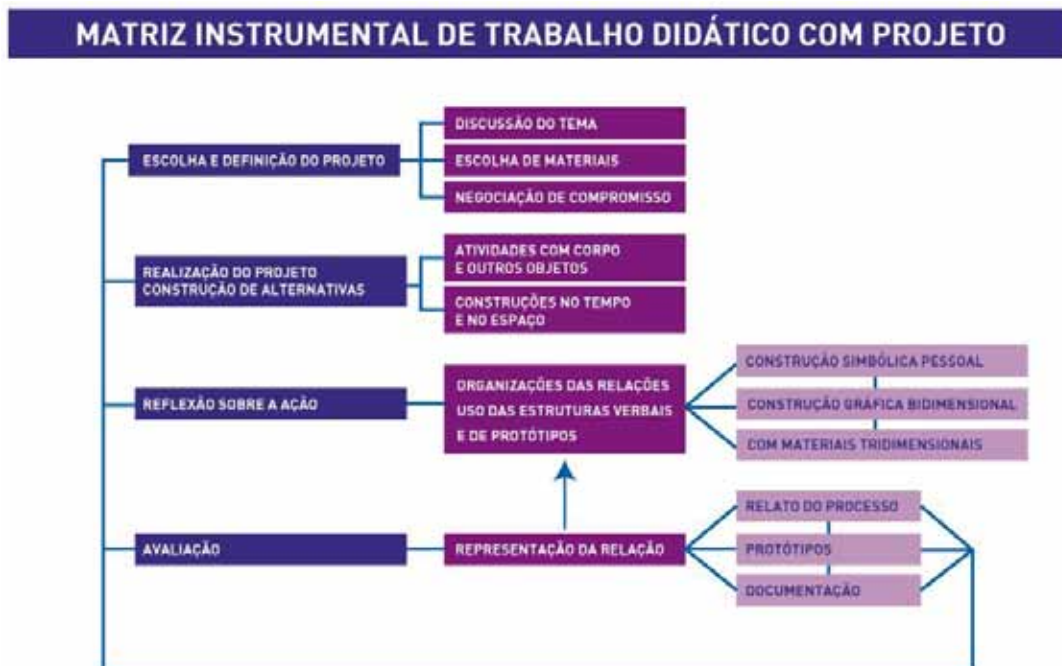 MATRIZ INSTRUMENTAL DE TRABALHO DIDÁTICO COM PROJETO
ESCOLHA E DEFINIÇÃO DO PROJETO
DISCUSSÃO DO TEMA
ESCOLHA DE MATERIAIS
NEGOCIAÇÃO DE COMPROMISSO
REALIZAÇÃO DO PROJETO
CONSTRUÇÃO DE ALTERNATIVAS
ATIVIDADES COM CORPO
E OUTROS OBJETOS
CONSTRUÇÕES NO TEMPO
E NO ESPAÇO
REFLEXÃO SOBRE A AÇÃO
ORGANIZAÇÕES DAS RELAÇÕES
USO DAS ESTRUTURAS VERBAIS
E DE PROTÓTIPOS
CONSTRUÇÃO SIMBÓLICA PESSOAL
CONSTRUÇÃO GRÁFICA BIDIMENSIONAL
COM MATERIAIS TRIDIMENSIONAIS
AVALIAÇÃO
REPRESENTAÇÃO DA RELAÇÃO
RELATO DO PROCESSO
PROTÓTIPOS
DOCUMENTAÇÃO